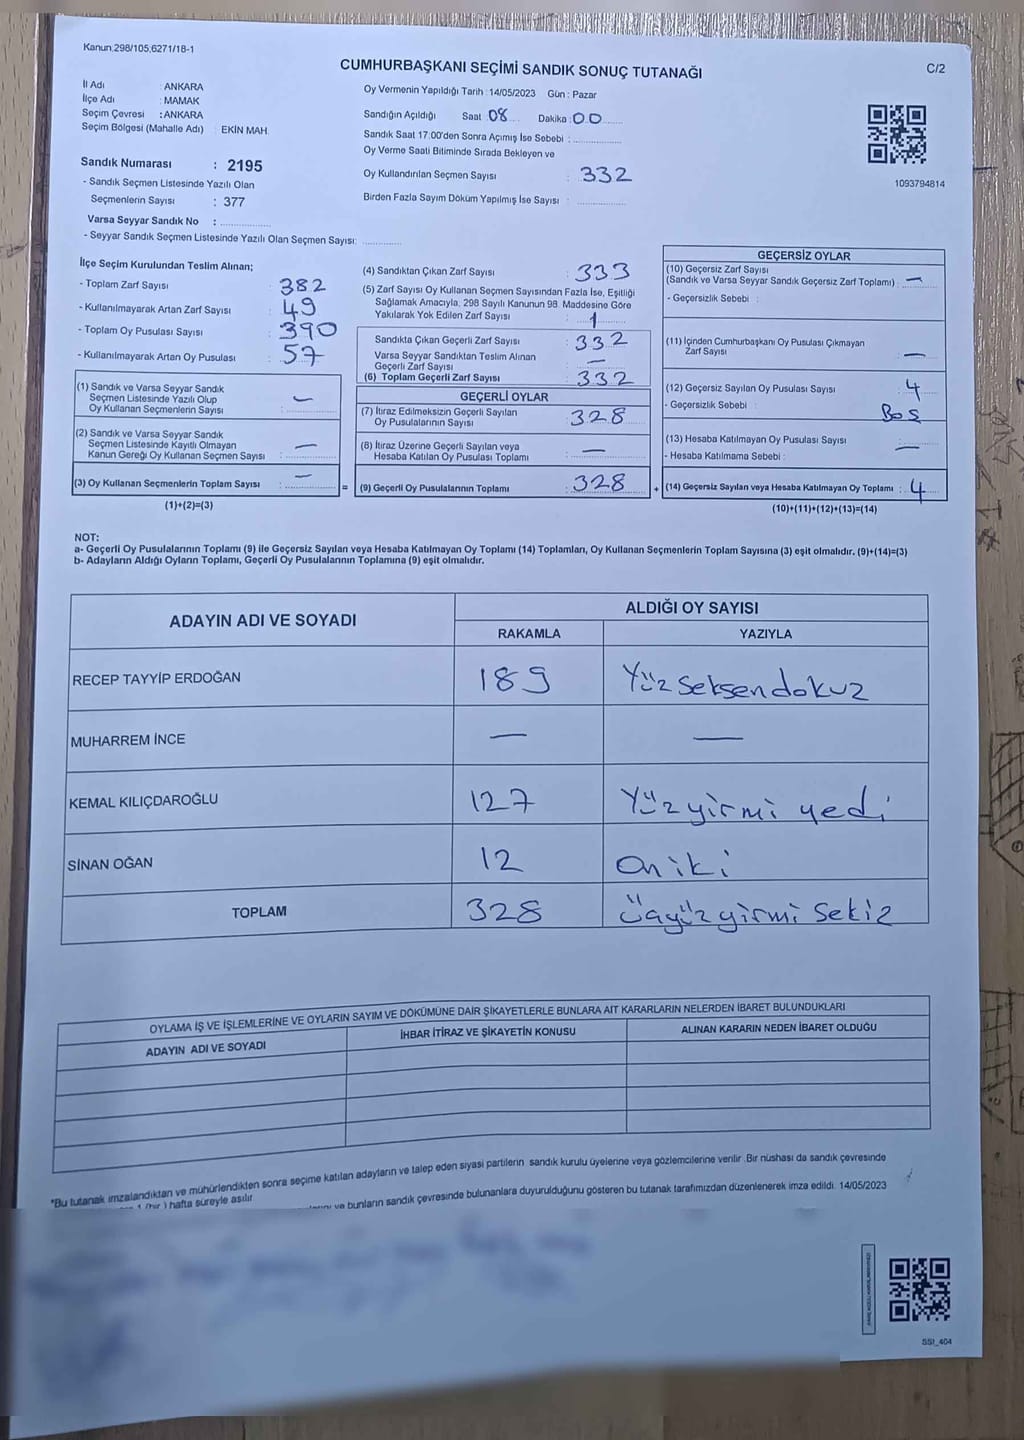 Kanun:298/105,6271/18-1
C/2
CUMHURBAŞKANI SEÇİMİ SANDIK SONUÇ TUTANAĞI
İl Adı : ANKARA
İlçe Adı : MAMAK
Seçim Çevresi : ANKARA
Seçim Bölgesi (Mahalle Adı) EKİN MAH.
Sandık Numarası : 2195
- Sandık Seçmen Listesinde Yazılı Olan
Seçmenlerin Sayısı : 377
Varsa Seyyar Sandık No :
- Seyyar Sandık Seçmen Listesinde Yazılı Olan Seçmen Sayısı:
Oy Vermenin Yapıldığı Tarih : 14/05/2023 Gün : Pazar
Sandığın Açıldığı Saat : 08 Dakika : 00
Sandık Saat 17:00'den Sonra Açımış İse Sebebi :
Oy Verme Saati Bitiminde Sırada Bekleyen ve
Oy Kullandırılan Seçmen Sayısı : 332
Birden Fazla Sayım Döküm Yapılmış İse Sayısı :
1093794814
İlçe Seçim Kurulundan Teslim Alınan;
- Toplam Zarf Sayısı : 382
- Kullanılmayarak Artan Zarf Sayısı : 49
- Toplam Oy Pusulası Sayısı : 390
- Kullanılmayarak Artan Oy Pusulası : 57
(1) Sandık ve Varsa Seyyar Sandık
Seçmen Listesinde Yazılı Olup
Oy Kullanan Seçmenlerin Sayısı : —
(2) Sandık ve Varsa Seyyar Sandık
Seçmen Listesinde Kayıtlı Olmayan
Kanun Gereği Oy Kullanan Seçmen Sayısı : —
(3) Oy Kullanan Seçmenlerin Toplam Sayısı : —
(1)+(2)=(3)
=
(4) Sandıktan Çıkan Zarf Sayısı : 333
(5) Zarf Sayısı Oy Kullanan Seçmen Sayısından Fazla İse, Eşitliği
Sağlamak Amacıyla; 298 Sayılı Kanunun 98. Maddesine Göre
Yakılarak Yok Edilen Zarf Sayısı : 1
Sandıkta Çıkan Geçerli Zarf Sayısı : 332
Varsa Seyyar Sandıktan Teslim Alınan
Geçerli Zarf Sayısı : —
(6) Toplam Geçerli Zarf Sayısı : 332
GEÇERLİ OYLAR
(7) İtiraz Edilmeksizin Geçerli Sayılan
Oy Pusulalarının Sayısı : 328
(8) İtiraz Üzerine Geçerli Sayılan veya
Hesaba Katılan Oy Pusulası Toplamı : —
(9) Geçerli Oy Pusulalarının Toplamı : 328
+
GEÇERSİZ OYLAR
(10) Geçersiz Zarf Sayısı
(Sandık ve Varsa Seyyar Sandık Geçersiz Zarf Toplamı) : —
- Geçersizlik Sebebi :
(11) İçinden Cumhurbaşkanı Oy Pusulası Çıkmayan
Zarf Sayısı : —
(12) Geçersiz Sayılan Oy Pusulası Sayısı : 4
- Geçersizlik Sebebi : Boş
(13) Hesaba Katılmayan Oy Pusulası Sayısı : —
- Hesaba Katılmama Sebebi :
(14) Geçersiz Sayılan veya Hesaba Katılmayan Oy Toplamı : 4
(10)+(11)+(12)+(13)=(14)
NOT:
a- Geçerli Oy Pusulalarının Toplamı (9) ile Geçersiz Sayılan veya Hesaba Katılmayan Oy Toplamı (14) Toplamları, Oy Kullanan Seçmenlerin Toplam Sayısına (3) eşit olmalıdır. (9)+(14)=(3)
b- Adayların Aldığı Oyların Toplamı, Geçerli Oy Pusulalarının Toplamına (9) eşit olmalıdır.
ADAYIN ADI VE SOYADI
ALDIĞI OY SAYISI
RAKAMLA YAZIYLA
RECEP TAYYİP ERDOĞAN 189 Yüz seksen dokuz
MUHARREM İNCE — —
KEMAL KILIÇDAROĞLU 127 Yüz yirmi yedi
SİNAN OĞAN 12 On iki
TOPLAM 328 Üçyüz yirmi sekiz
OYLAMA İŞ VE İŞLEMLERİNE VE OYLARIN SAYIM VE DÖKÜMÜNE DAİR ŞİKAYETLERLE BUNLARA AİT KARARLARIN NELERDEN İBARET BULUNDUKLARI
ADAYIN ADI VE SOYADI İHBAR İTİRAZ VE ŞİKAYETİN KONUSU ALINAN KARARIN NEDEN İBARET OLDUĞU
*Bu tutanak imzalandıktan ve mühürlendikten sonra seçime katılan adayların ve talep eden siyasi partilerin sandık kurulu üyelerine veya gözlemcilerine verilir. Bir nüshası da sandık çevresinde
1 (bir) hafta süreyle asılır
ve bunların sandık çevresinde bulunanlara duyurulduğunu gösteren bu tutanak tarafımızdan düzenlenerek imza edildi. 14/05/2023
SSİ_404